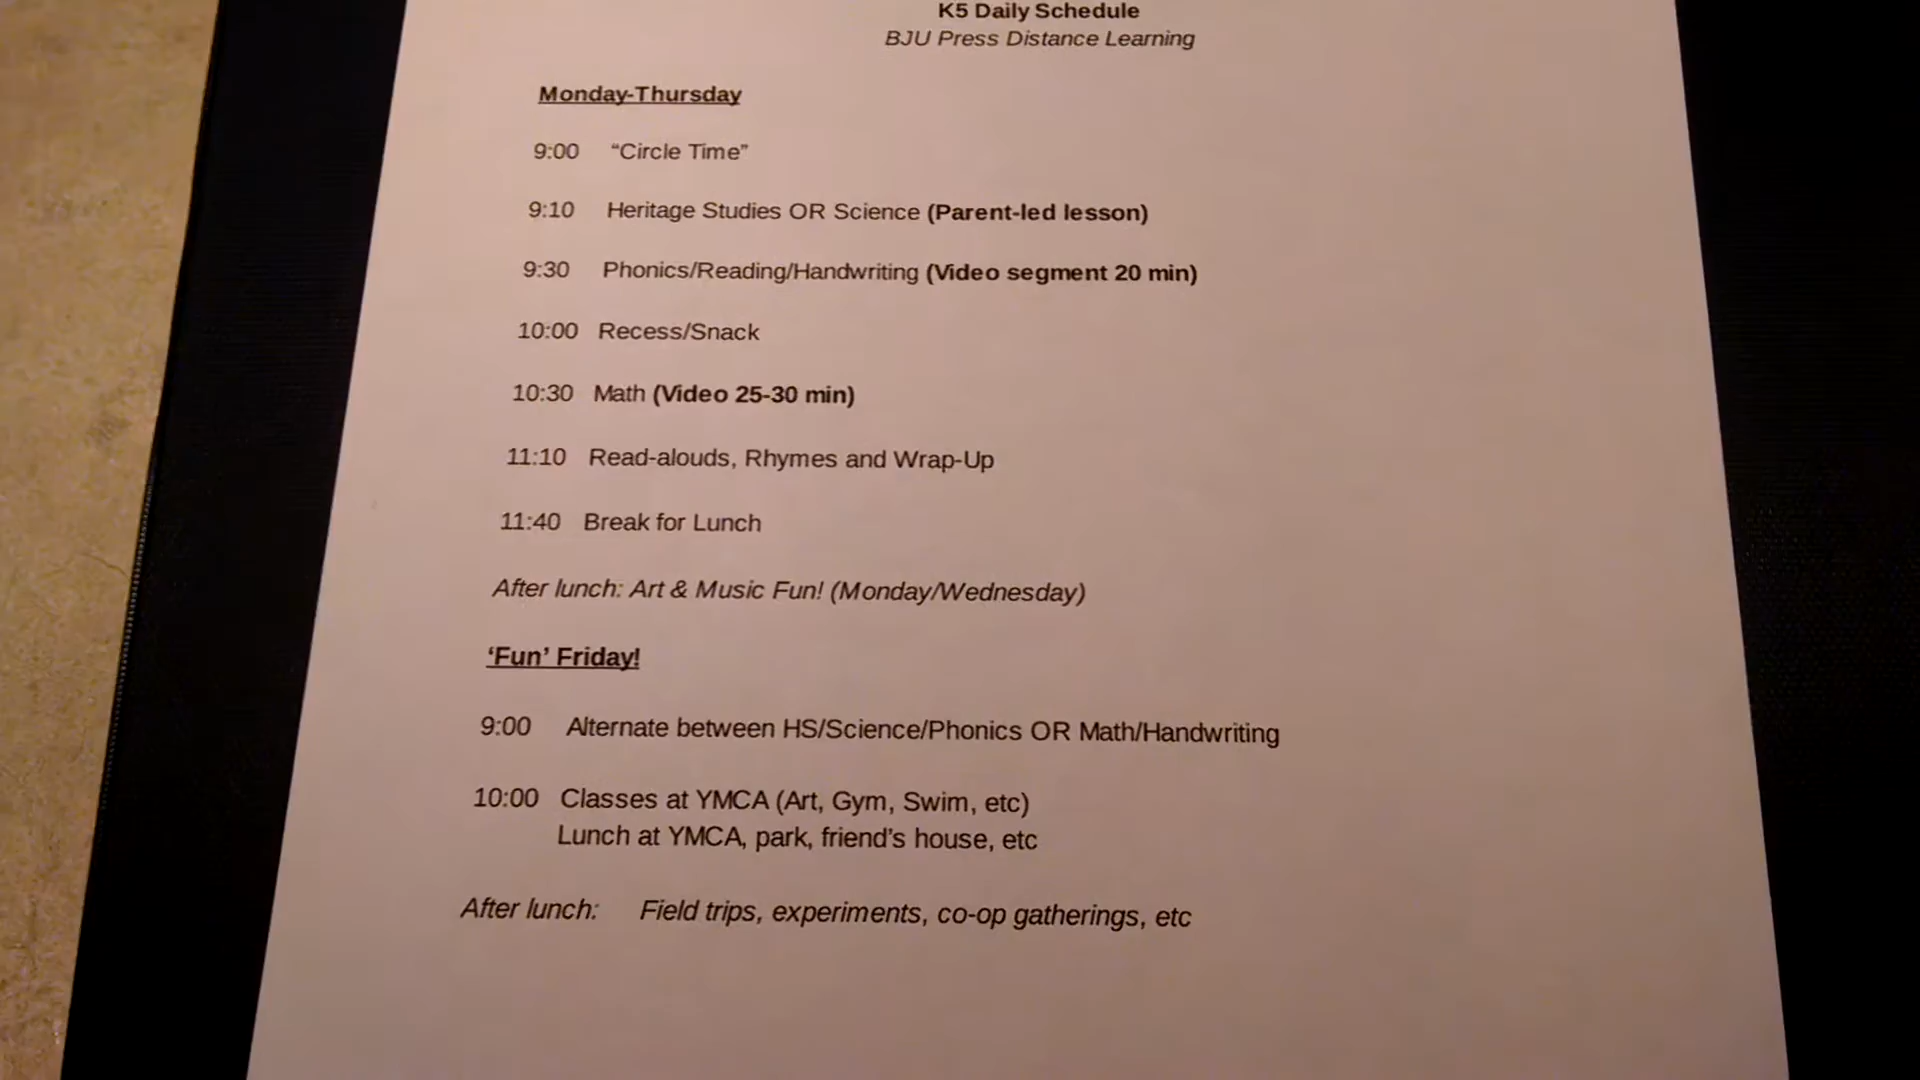 K5 Daily Schedule
BJU Press Distance Learning
Monday-Thursday
9:00 “Circle Time”
9:10 Heritage Studies OR Science (Parent-led lesson)
9:30 Phonics/Reading/Handwriting (Video segment 20 min)
10:00 Recess/Snack
10:30 Math (Video 25-30 min)
11:10 Read-alouds, Rhymes and Wrap-Up
11:40 Break for Lunch
After lunch: Art & Music Fun! (Monday/Wednesday)
‘Fun’ Friday!
9:00 Alternate between HS/Science/Phonics OR Math/Handwriting
10:00 Classes at YMCA (Art, Gym, Swim, etc)
Lunch at YMCA, park, friend’s house, etc
After lunch: Field trips, experiments, co-op gatherings, etc